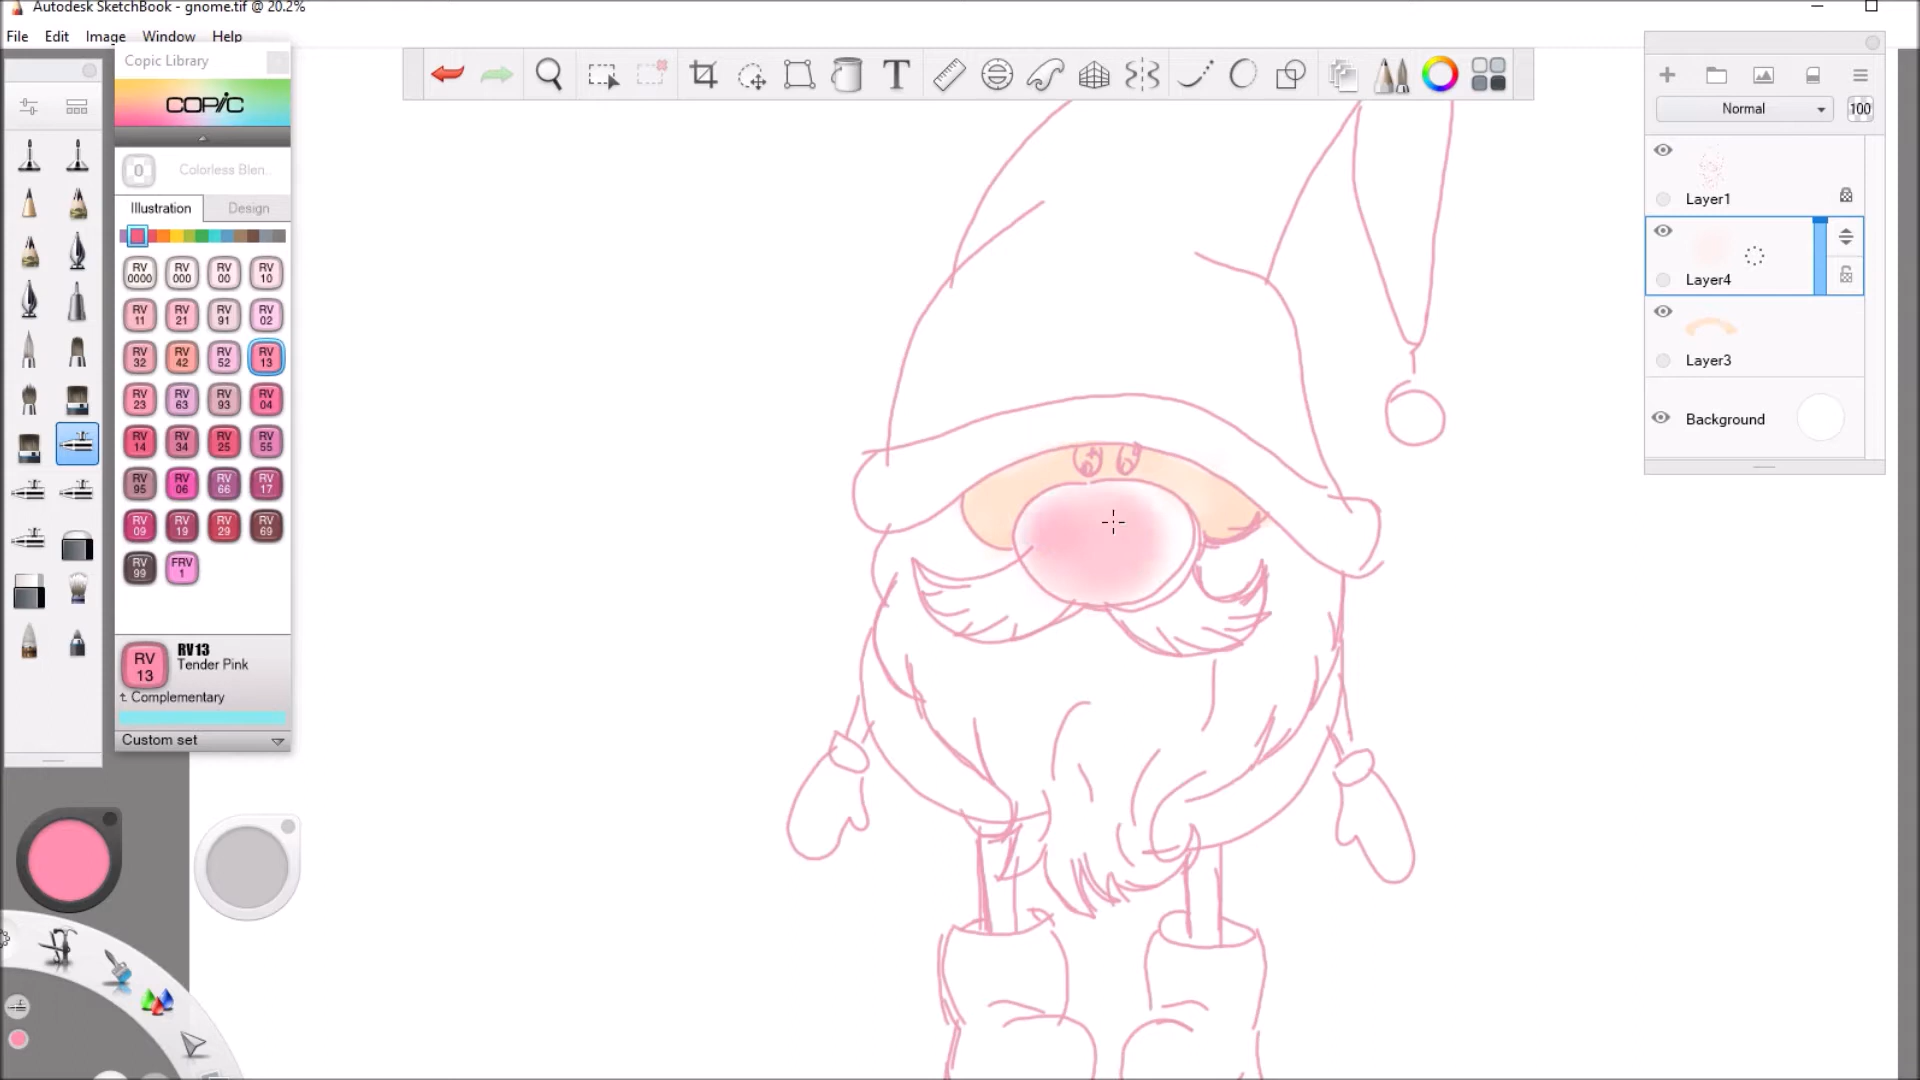 Autodesk SketchBook - gnome.tif @ 20.2%
File Edit Image Window Help
Copic Library
COPIC
0 Colorless Blen...
Illustration Design
RV 0000 RV 000 RV 00 RV 10
RV 11 RV 21 RV 91 RV 02
RV 32 RV 42 RV 52 RV 13
RV 23 RV 63 RV 93 RV 04
RV 14 RV 34 RV 25 RV 55
RV 95 RV 06 RV 66 RV 17
RV 09 RV 19 RV 29 RV 69
RV 99 FRV 1
RV 13 RV13
Tender Pink
Complementary
Custom set
T
Normal 100
Layer1
Layer4
Layer3
Background